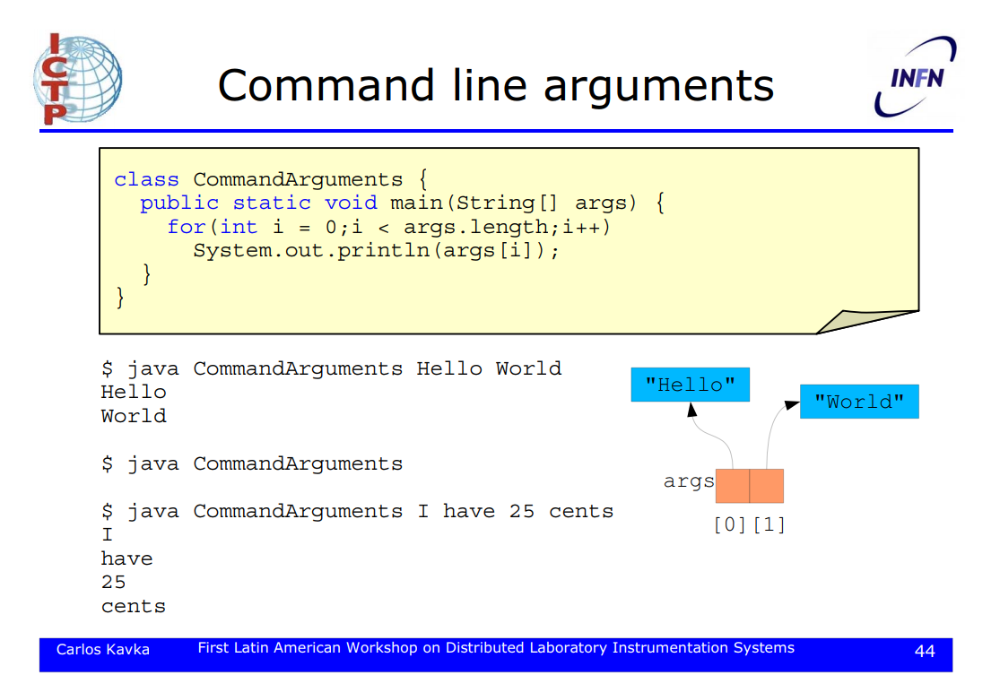 ICTP
Command line arguments
INFN
class CommandArguments {
  public static void main(String[] args) {
    for(int i = 0;i < args.length;i++)
      System.out.println(args[i]);
  }
}
$ java CommandArguments Hello World
Hello
World
$ java CommandArguments
$ java CommandArguments I have 25 cents
I
have
25
cents
"Hello"
"World"
args
[0][1]
Carlos Kavka First Latin American Workshop on Distributed Laboratory Instrumentation Systems 44